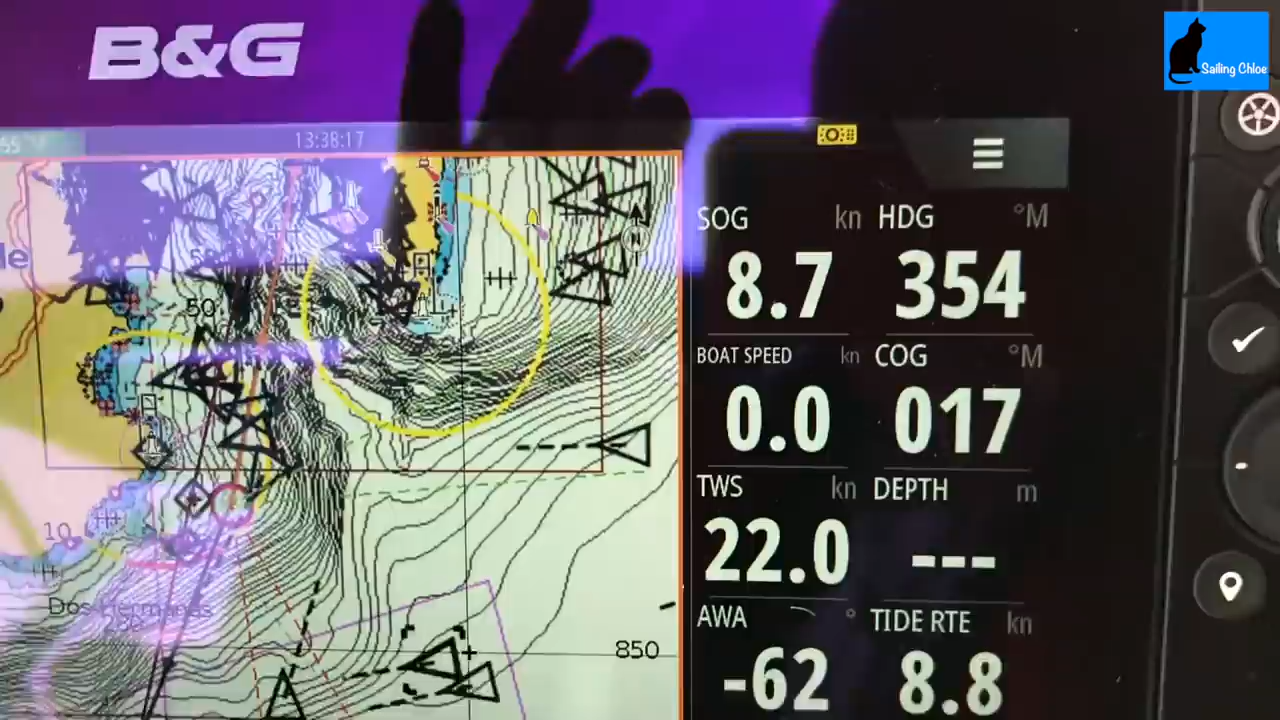 B&G
Sailing Chloe
13:38:17
SOG kn HDG °M
8.7 354
BOAT SPEED kn COG °M
0.0 017
TWS kn DEPTH m
22.0 ---
AWA ° TIDE RTE kn
-62 8.8
50
10
Dos Hermanas
850
N